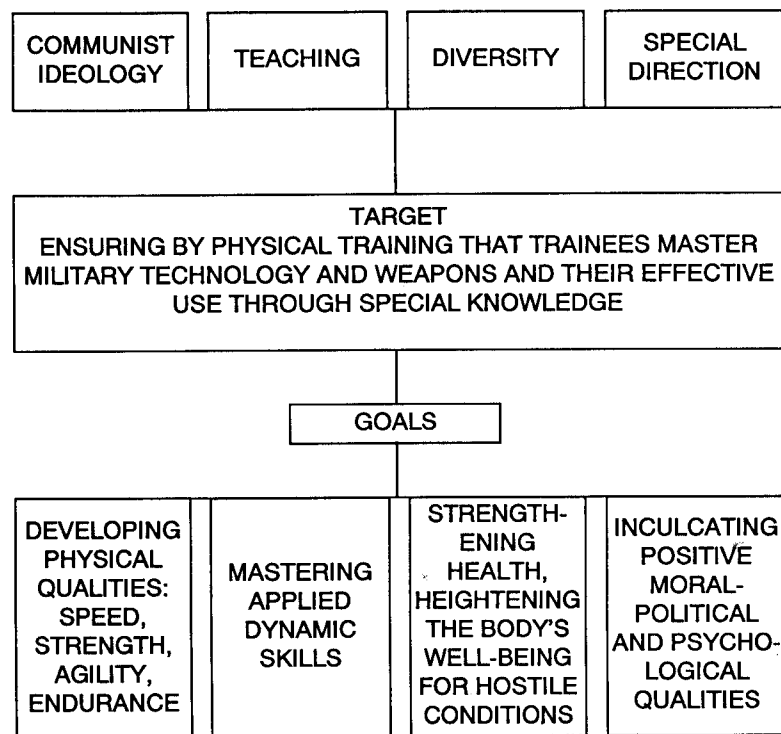 COMMUNIST
IDEOLOGY
TEACHING
DIVERSITY
SPECIAL
DIRECTION
TARGET
ENSURING BY PHYSICAL TRAINING THAT TRAINEES MASTER
MILITARY TECHNOLOGY AND WEAPONS AND THEIR EFFECTIVE
USE THROUGH SPECIAL KNOWLEDGE
GOALS
DEVELOPING
PHYSICAL
QUALITIES:
SPEED,
STRENGTH,
AGILITY,
ENDURANCE
MASTERING
APPLIED
DYNAMIC
SKILLS
STRENGTH-
ENING
HEALTH,
HEIGHTENING
THE BODY'S
WELL-BEING
FOR HOSTILE
CONDITIONS
INCULCATING
POSITIVE
MORAL-
POLITICAL
AND PSYCHO-
LOGICAL
QUALITIES